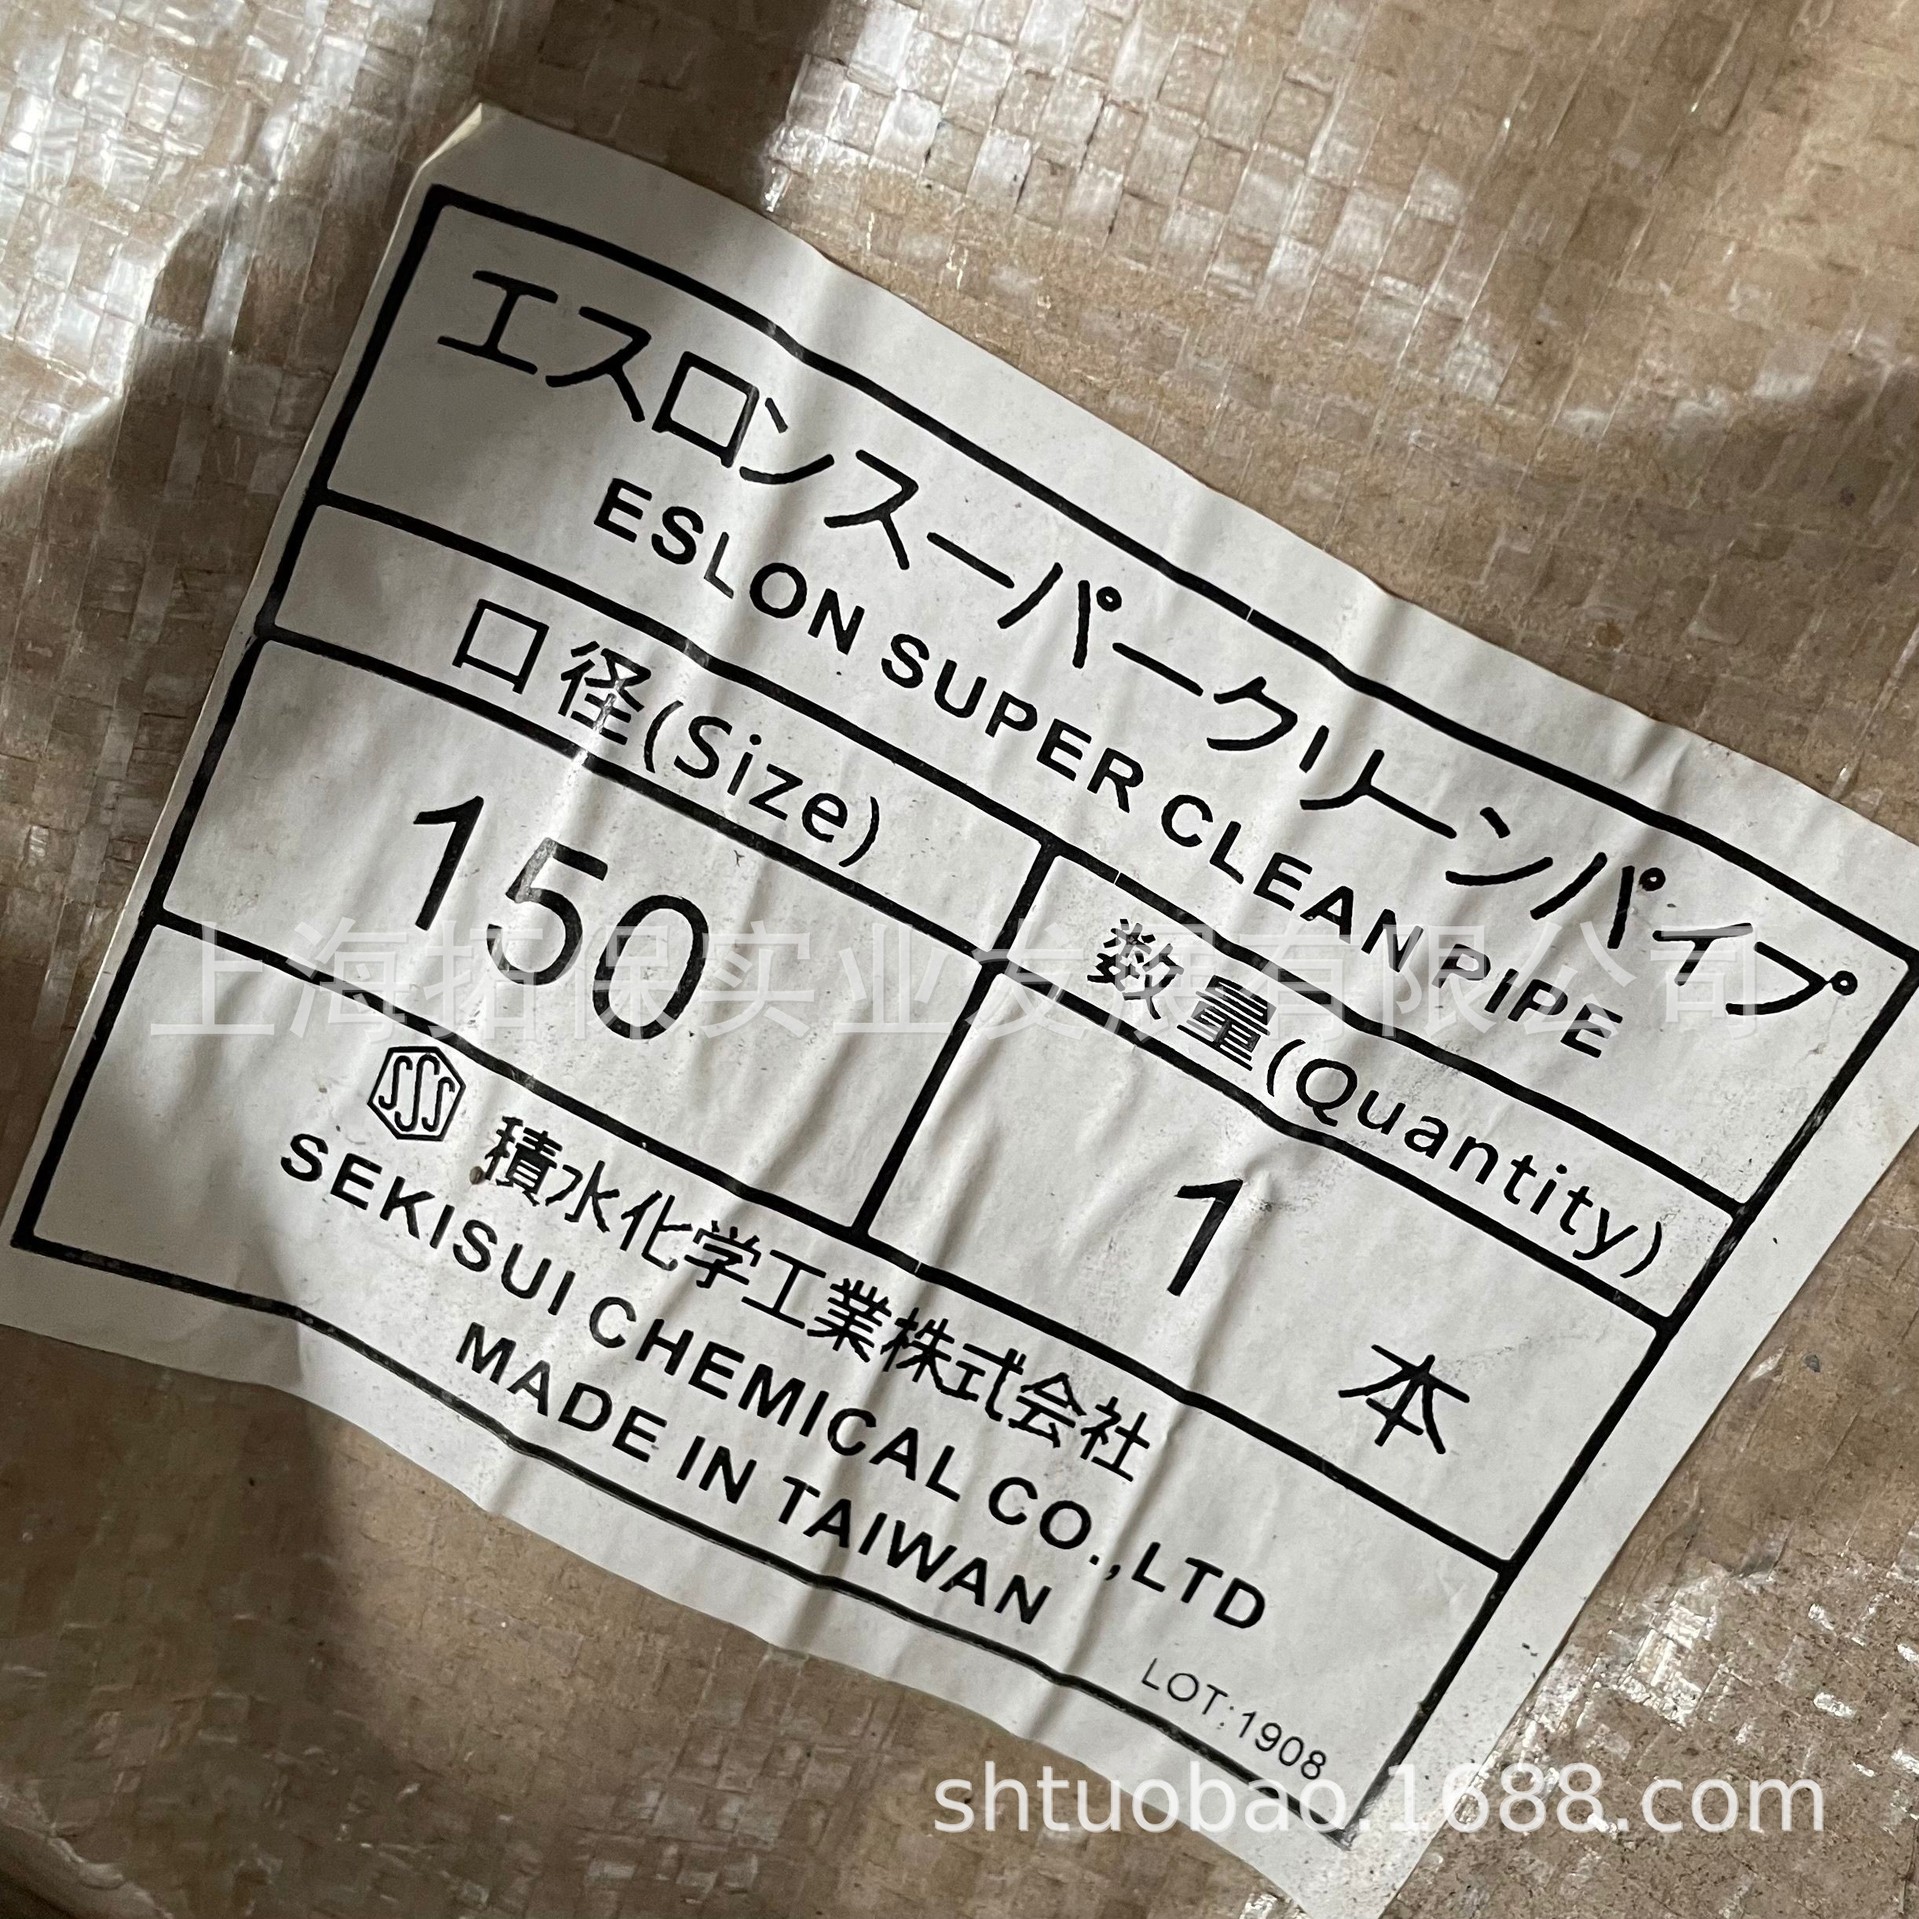 エスロンスーパークリーンパイプ
ESLON SUPER CLEAN PIPE
口径(Size)
数量(Quantity)
150
1 本
上海拓保实业发展有限公司
SSS 積水化学工業株式会社
SEKISUI CHEMICAL CO.,LTD
MADE IN TAIWAN
LOT:1908
shtuobao.1688.com